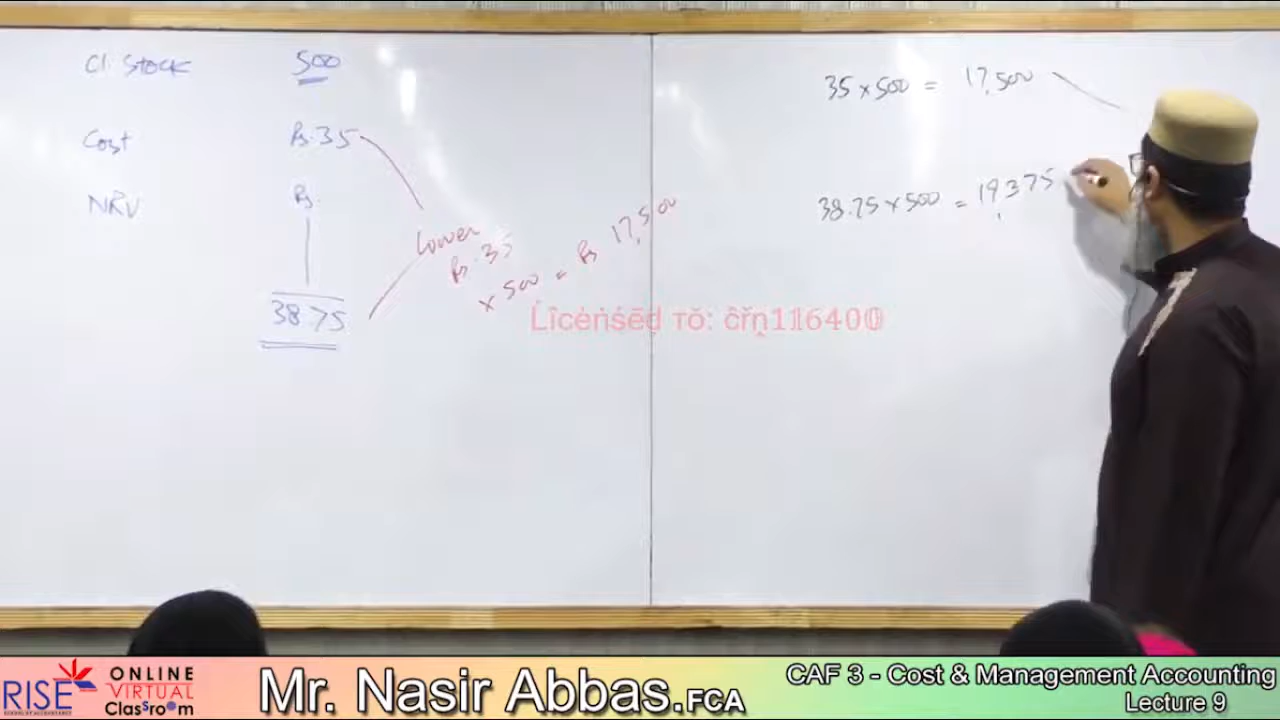 Cl. Stock 500
Cost Rs. 35
NRV Rs.
38.75
Lower
Rs. 35
x 500 = Rs 17,500
35 x 500 = 17,500
38.75 x 500 = 19,375
Licensed to: crn116400
RISE
ONLINE
VIRTUAL
Classroom
Mr. Nasir Abbas.FCA
CAF 3 - Cost & Management Accounting
Lecture 9